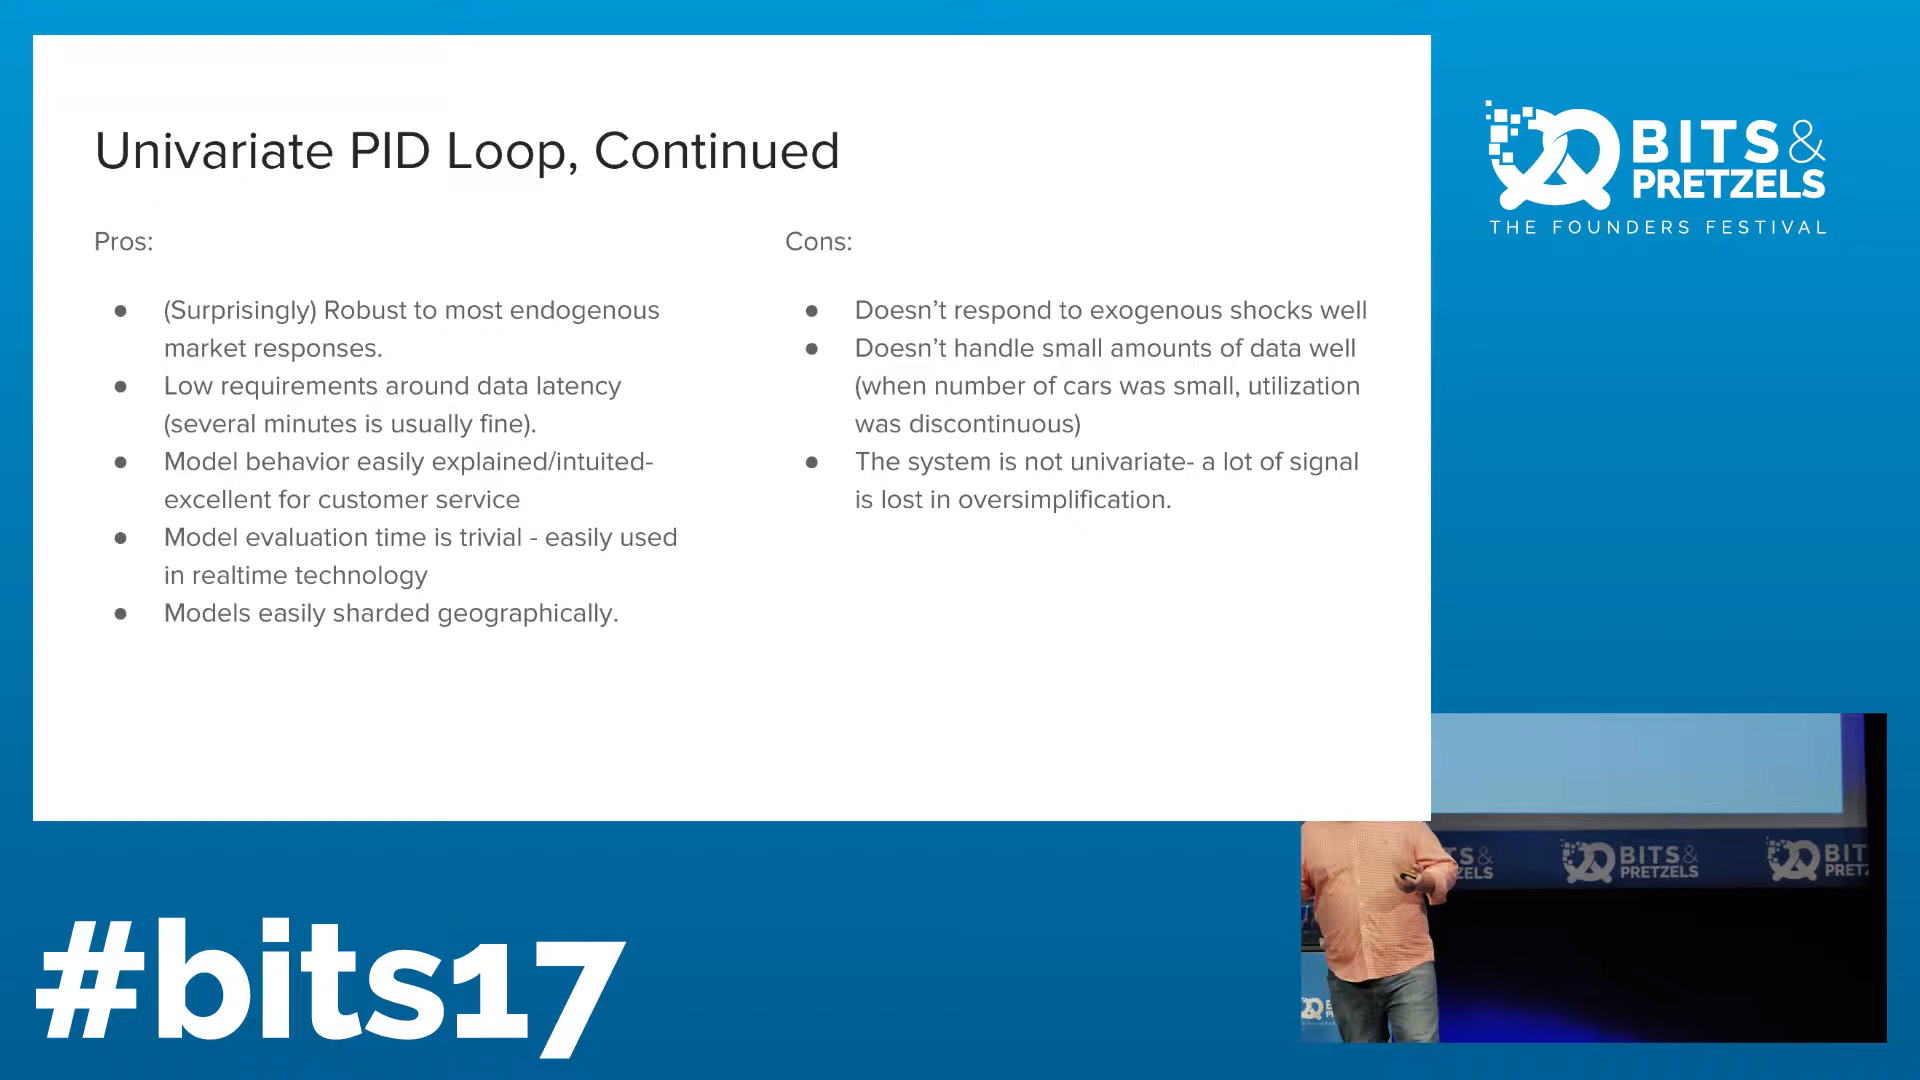 Univariate PID Loop, Continued
Pros:
● (Surprisingly) Robust to most endogenous
market responses.
● Low requirements around data latency
(several minutes is usually fine).
● Model behavior easily explained/intuited-
excellent for customer service
● Model evaluation time is trivial - easily used
in realtime technology
● Models easily sharded geographically.
Cons:
● Doesn’t respond to exogenous shocks well
● Doesn’t handle small amounts of data well
(when number of cars was small, utilization
was discontinuous)
● The system is not univariate- a lot of signal
is lost in oversimplification.
BITS&
PRETZELS
THE FOUNDERS FESTIVAL
TS&
ZELS
BITS&
PRETZELS
BIT
PRETZ
#bits17